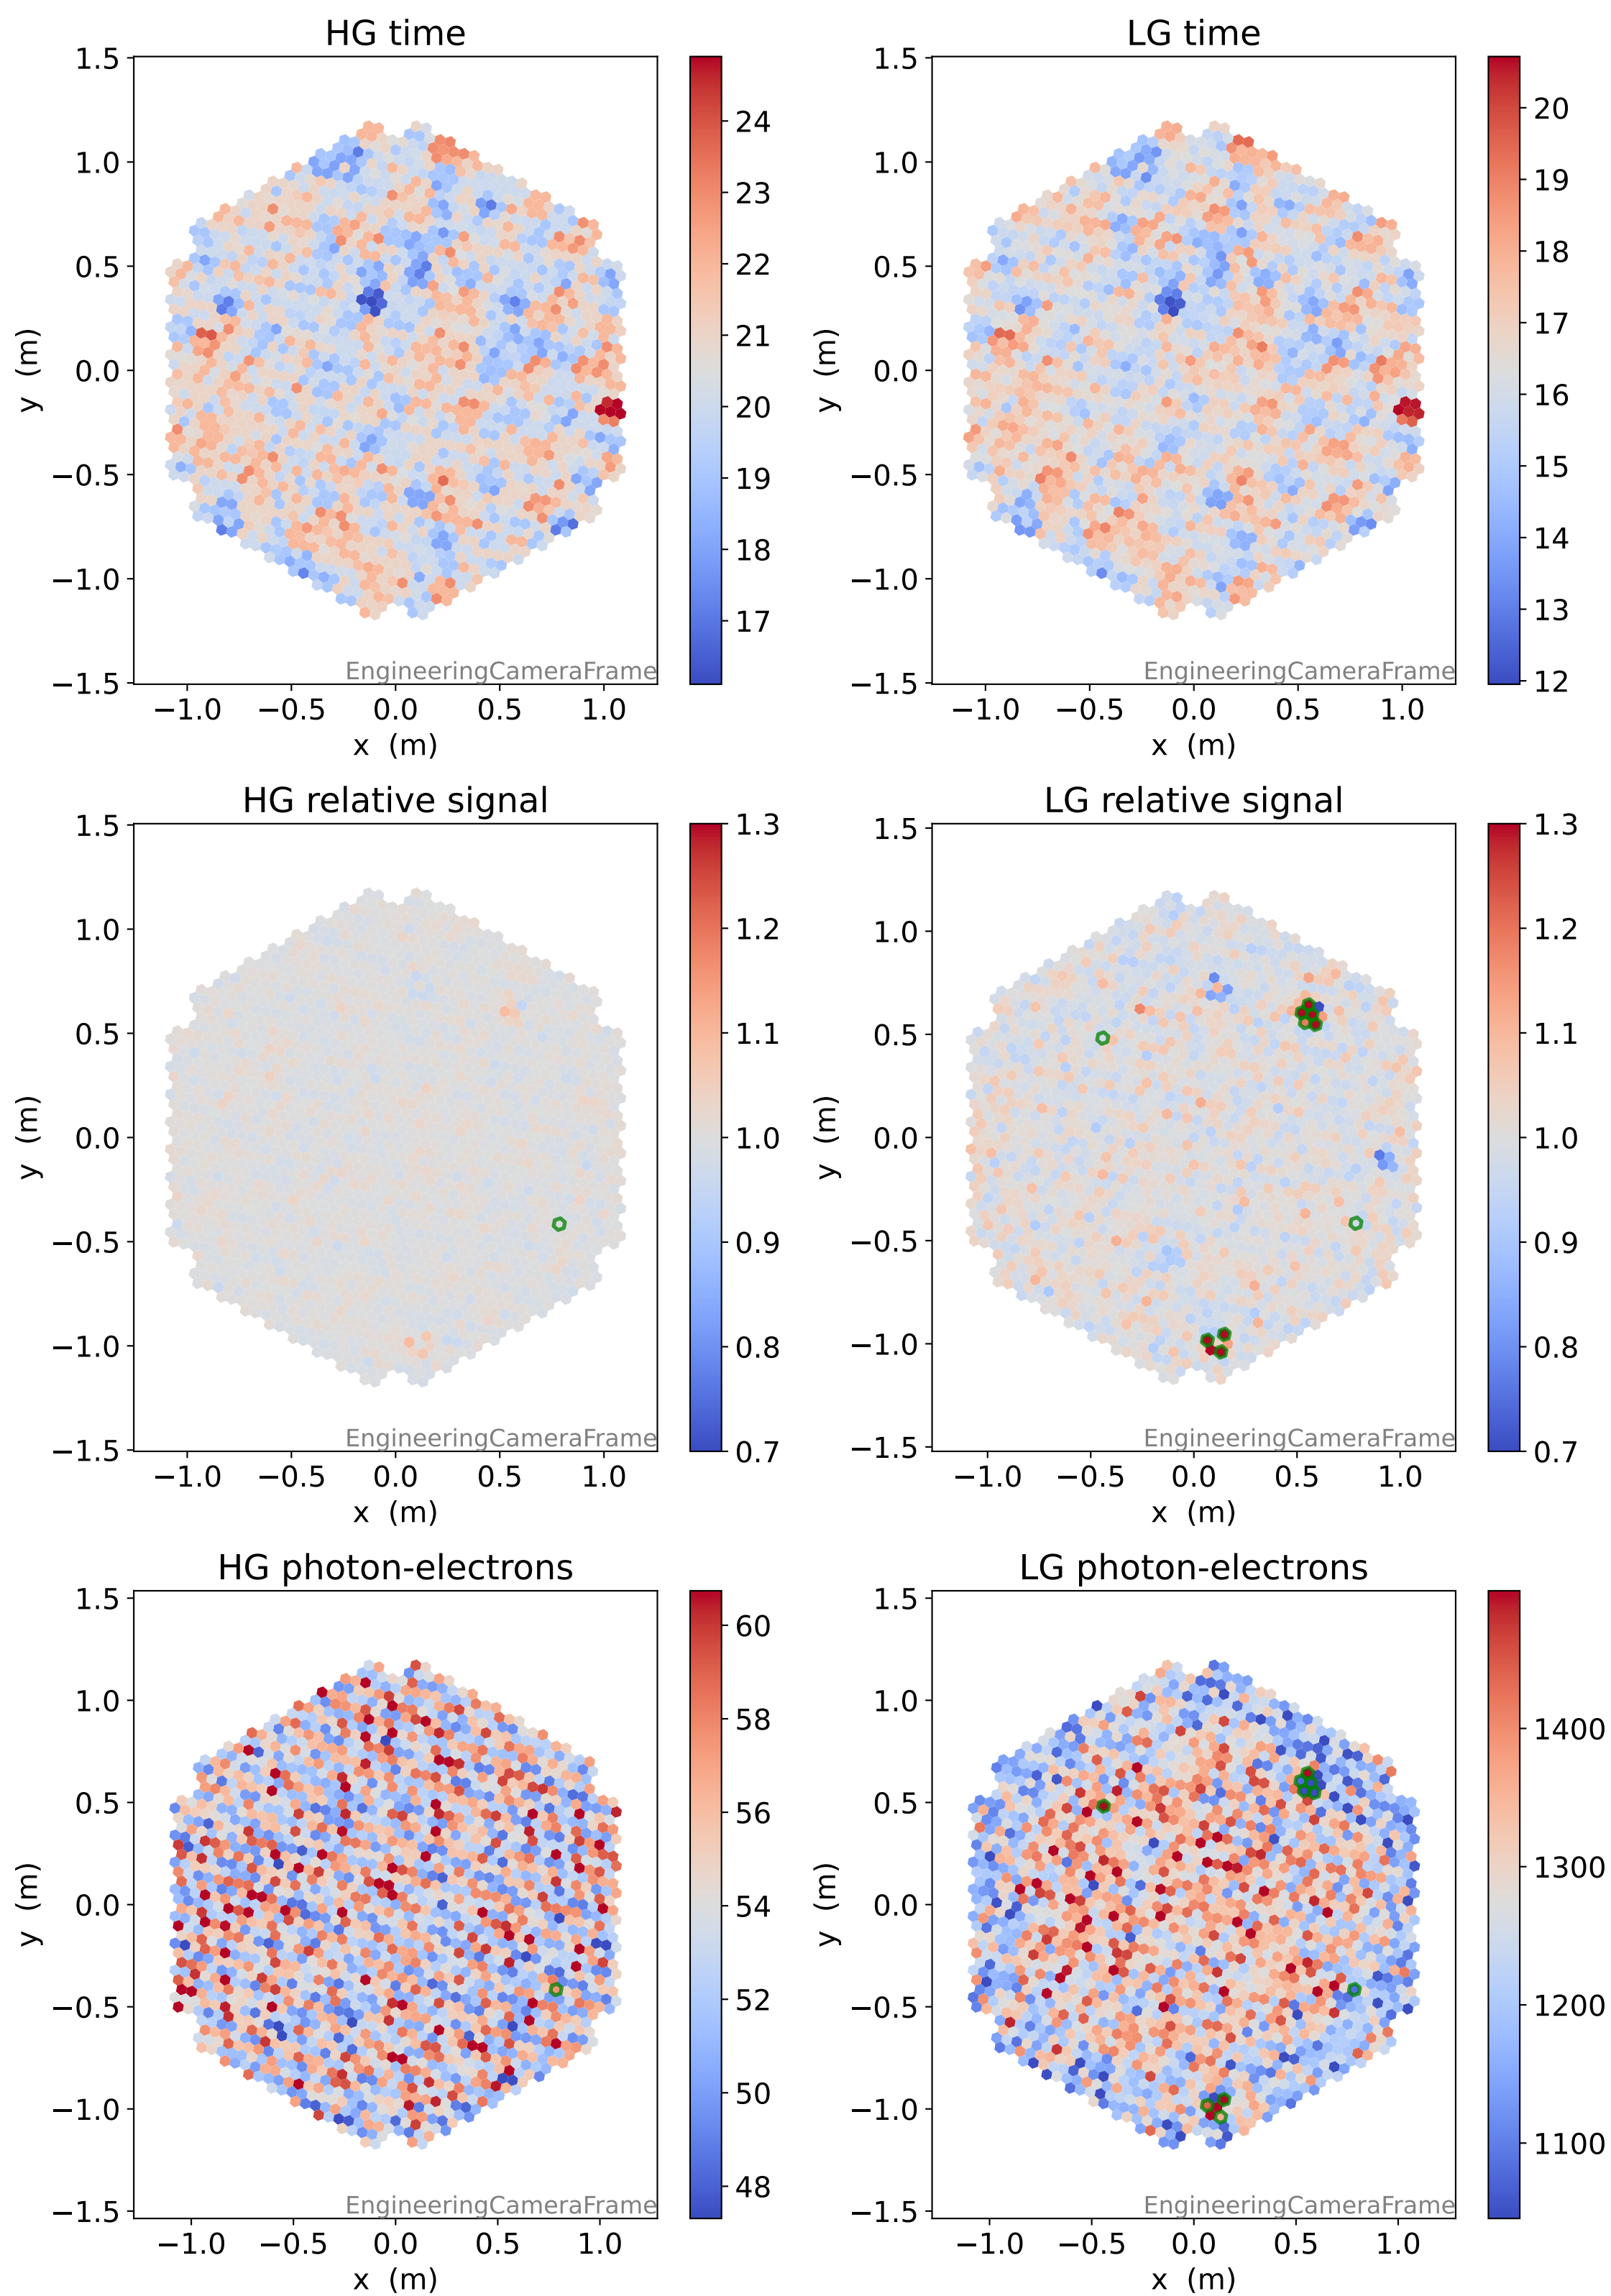 HG time
1.5
1.0
0.5
0.0
−0.5
−1.0
−1.5
y (m)
−1.0 −0.5 0.0 0.5 1.0
x (m)
EngineeringCameraFrame
24
23
22
21
20
19
18
17
LG time
1.5
1.0
0.5
0.0
−0.5
−1.0
−1.5
y (m)
−1.0 −0.5 0.0 0.5 1.0
x (m)
EngineeringCameraFrame
20
19
18
17
16
15
14
13
12
HG relative signal
1.5
1.0
0.5
0.0
−0.5
−1.0
−1.5
y (m)
−1.0 −0.5 0.0 0.5 1.0
x (m)
EngineeringCameraFrame
1.3
1.2
1.1
1.0
0.9
0.8
0.7
LG relative signal
1.5
1.0
0.5
0.0
−0.5
−1.0
−1.5
y (m)
−1.0 −0.5 0.0 0.5 1.0
x (m)
EngineeringCameraFrame
1.3
1.2
1.1
1.0
0.9
0.8
0.7
HG photon-electrons
1.5
1.0
0.5
0.0
−0.5
−1.0
−1.5
y (m)
−1.0 −0.5 0.0 0.5 1.0
x (m)
EngineeringCameraFrame
60
58
56
54
52
50
48
LG photon-electrons
1.5
1.0
0.5
0.0
−0.5
−1.0
−1.5
y (m)
−1.0 −0.5 0.0 0.5 1.0
x (m)
EngineeringCameraFrame
1400
1300
1200
1100